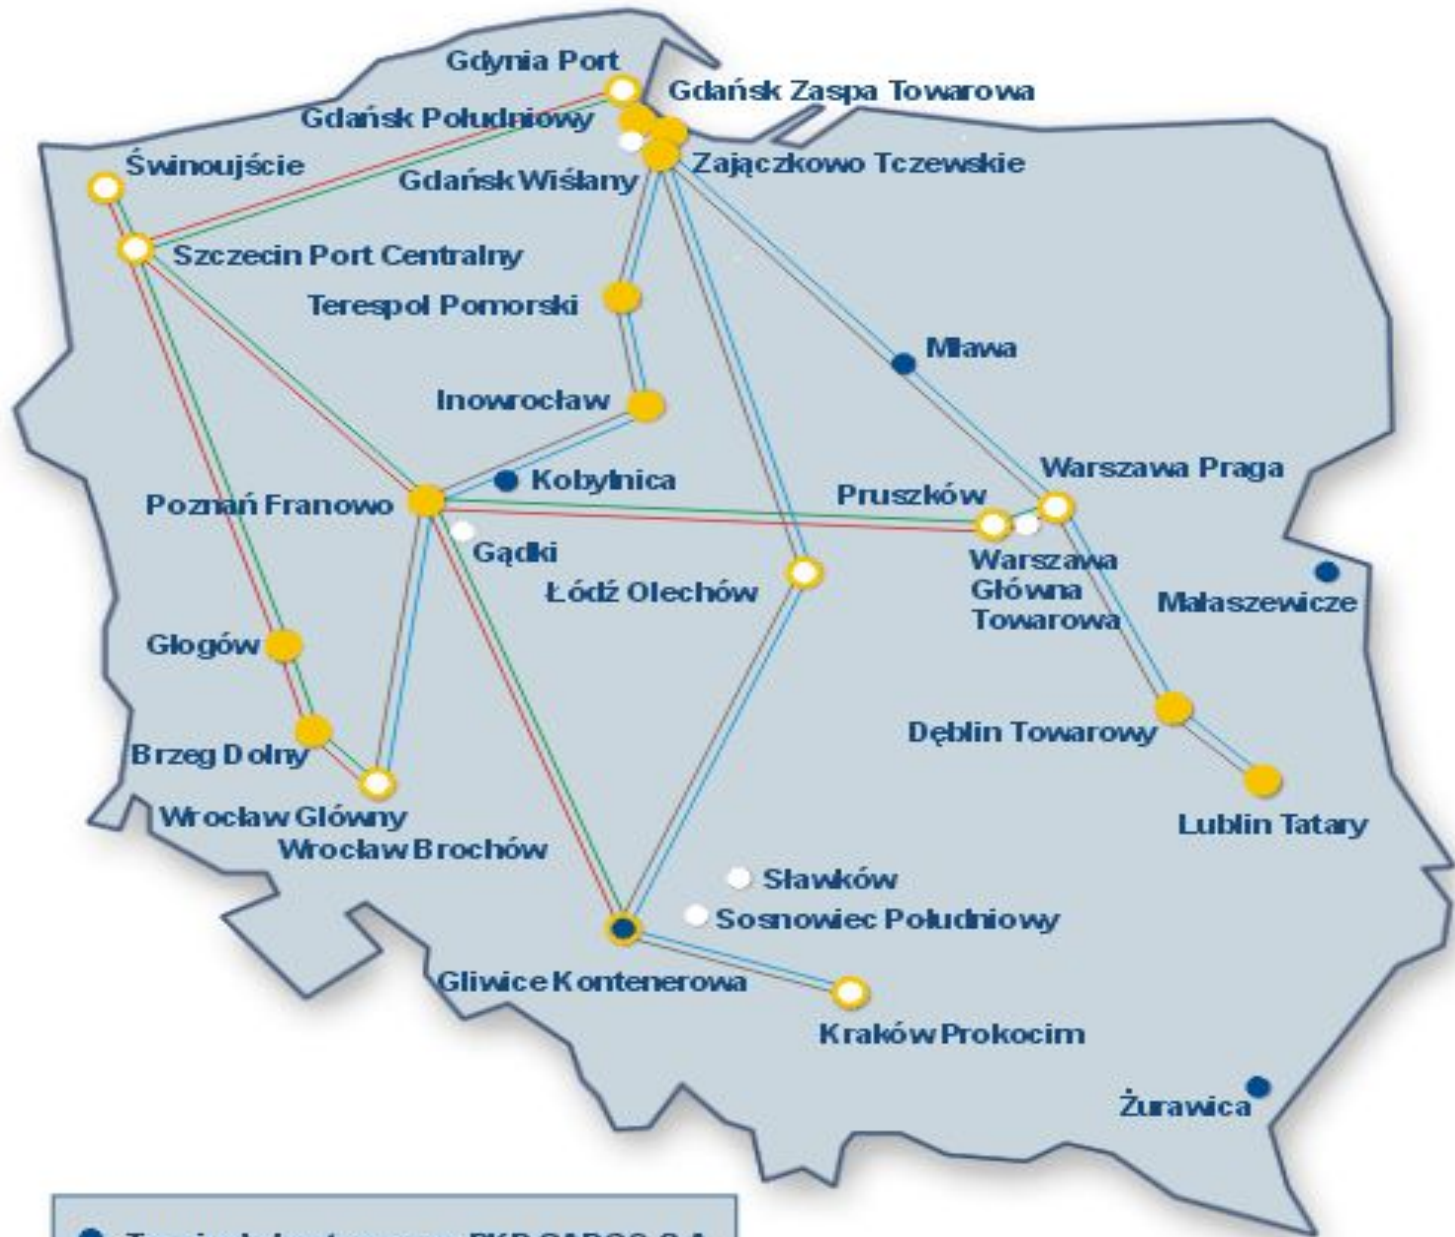 Gdynia Port
Gdańsk Zaspa Towarowa
Gdańsk Południowy
Świnoujście
Gdańsk Wiślany
Zajączkowo Tczewskie
Szczecin Port Centralny
Terespol Pomorski
Mława
Inowrocław
Kobylnica
Warszawa Praga
Pruszków
Poznań Franowo
Gądki
Warszawa
Główna
Towarowa
Łódź Olechów
Małaszewicze
Głogów
Dęblin Towarowy
Brzeg Dolny
Wrocław Główny
Wrocław Brochów
Lublin Tatary
Sławków
Sosnowiec Południowy
Gliwice Kontenerowa
Kraków Prokocim
Żurawica